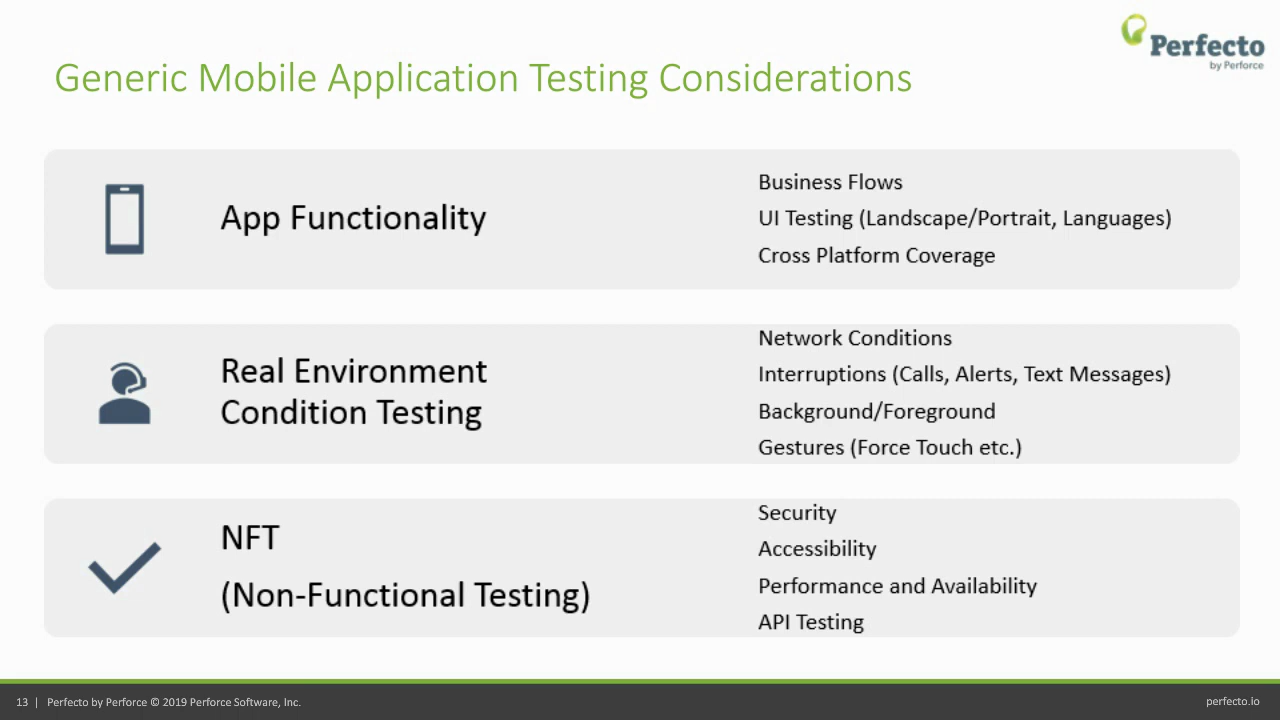 Perfecto
by Perforce
Generic Mobile Application Testing Considerations
App Functionality
Business Flows
UI Testing (Landscape/Portrait, Languages)
Cross Platform Coverage
Real Environment
Condition Testing
Network Conditions
Interruptions (Calls, Alerts, Text Messages)
Background/Foreground
Gestures (Force Touch etc.)
NFT
(Non-Functional Testing)
Security
Accessibility
Performance and Availability
API Testing
13 | Perfecto by Perforce © 2019 Perforce Software, Inc.
perfecto.io